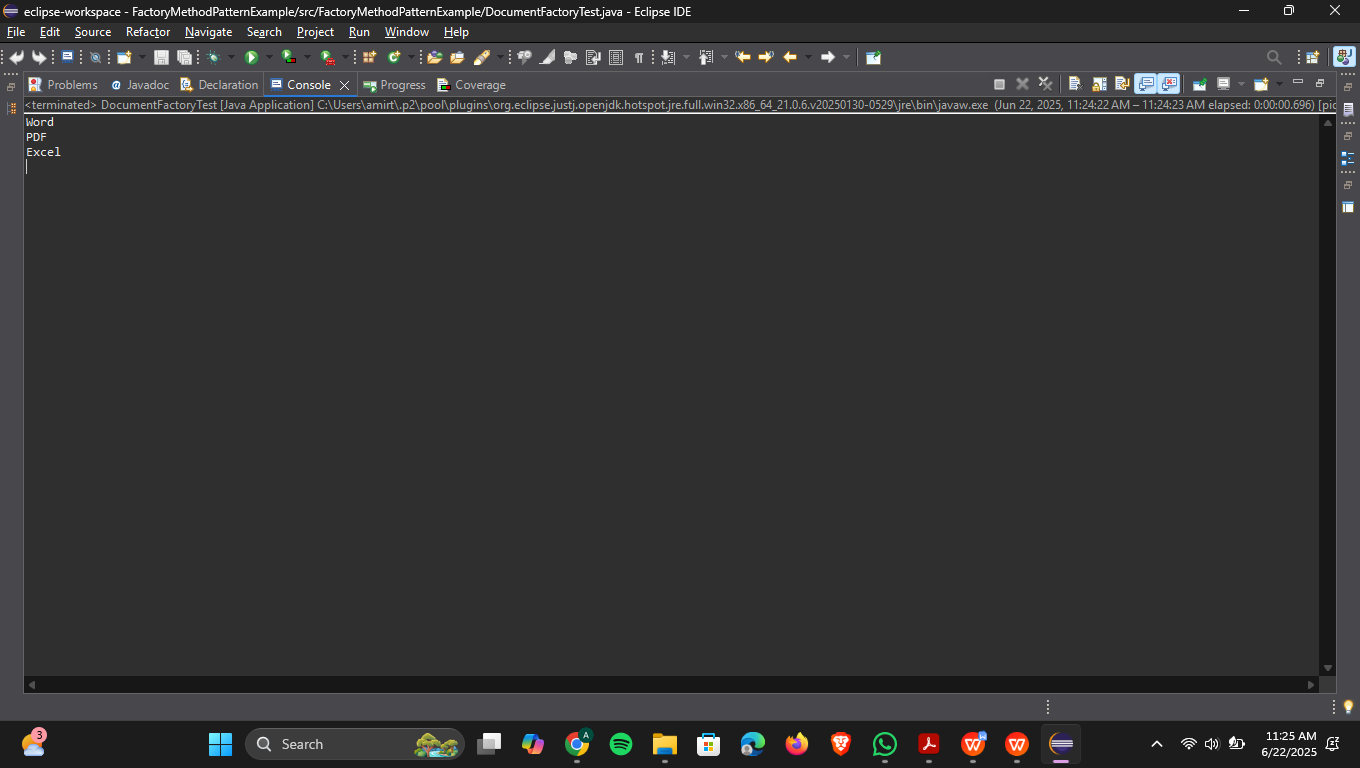 eclipse-workspace - FactoryMethodPatternExample/src/FactoryMethodPatternExample/DocumentFactoryTest.java - Eclipse IDE
File Edit Source Refactor Navigate Search Project Run Window Help
Problems @ Javadoc Declaration Console Progress Coverage
<terminated> DocumentFactoryTest [Java Application] C:\Users\amirt\.p2\pool\plugins\org.eclipse.justj.openjdk.hotspot.jre.full.win32.x86_64_21.0.6.v20250130-0529\jre\bin\javaw.exe (Jun 22, 2025, 11:24:22 AM – 11:24:23 AM elapsed: 0:00:00.696) [pid
Word
PDF
Excel
3
Search
A
11:25 AM
6/22/2025